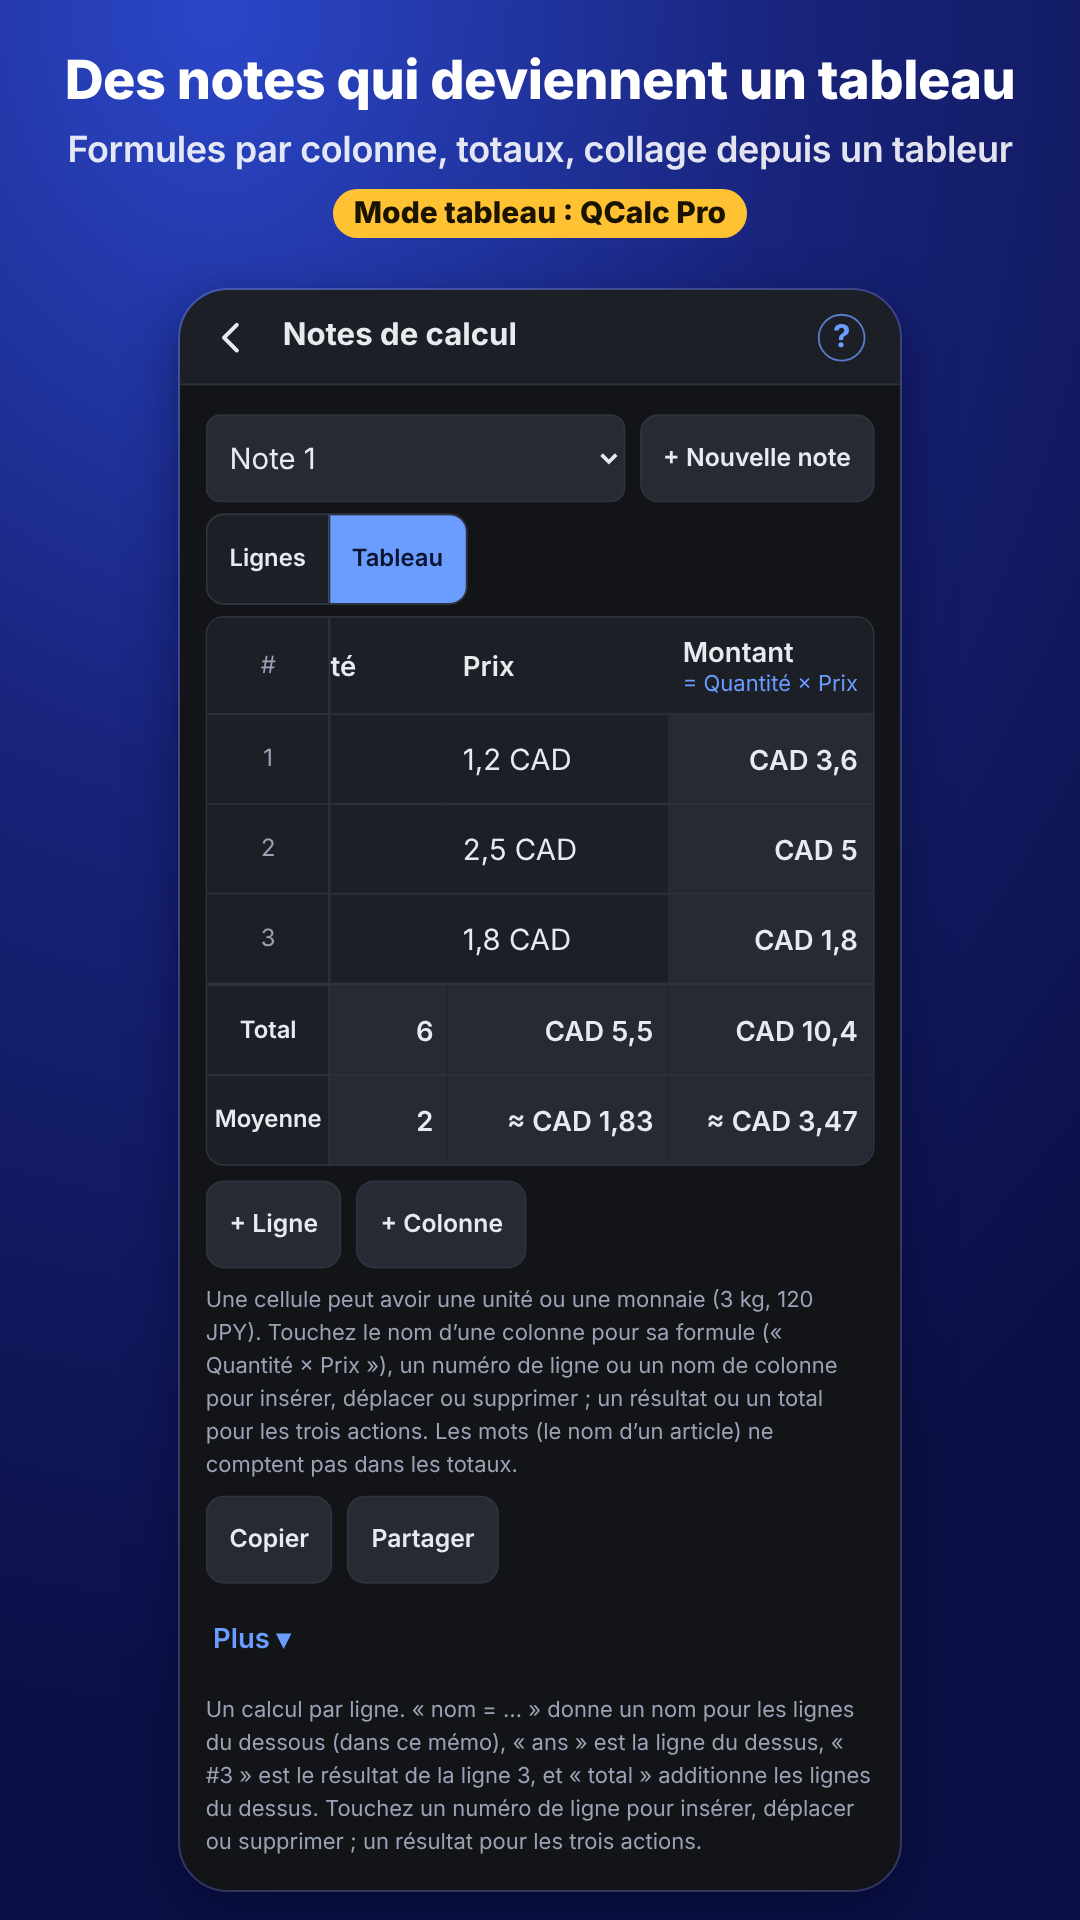 Des notes qui deviennent un tableau
Formules par colonne, totaux, collage depuis un tableur
Mode tableau : QCalc Pro
Notes de calcul
?
Note 1
+ Nouvelle note
Lignes Tableau
# té Prix Montant
= Quantité × Prix
1 1,2 CAD CAD 3,6
2 2,5 CAD CAD 5
3 1,8 CAD CAD 1,8
Total 6 CAD 5,5 CAD 10,4
Moyenne 2 ≈ CAD 1,83 ≈ CAD 3,47
+ Ligne + Colonne
Une cellule peut avoir une unité ou une monnaie (3 kg, 120
JPY). Touchez le nom d’une colonne pour sa formule («
Quantité × Prix »), un numéro de ligne ou un nom de colonne
pour insérer, déplacer ou supprimer ; un résultat ou un total
pour les trois actions. Les mots (le nom d’un article) ne
comptent pas dans les totaux.
Copier Partager
Plus ▾
Un calcul par ligne. « nom = … » donne un nom pour les lignes
du dessous (dans ce mémo), « ans » est la ligne du dessus, «
#3 » est le résultat de la ligne 3, et « total » additionne les lignes
du dessus. Touchez un numéro de ligne pour insérer, déplacer
ou supprimer ; un résultat pour les trois actions.